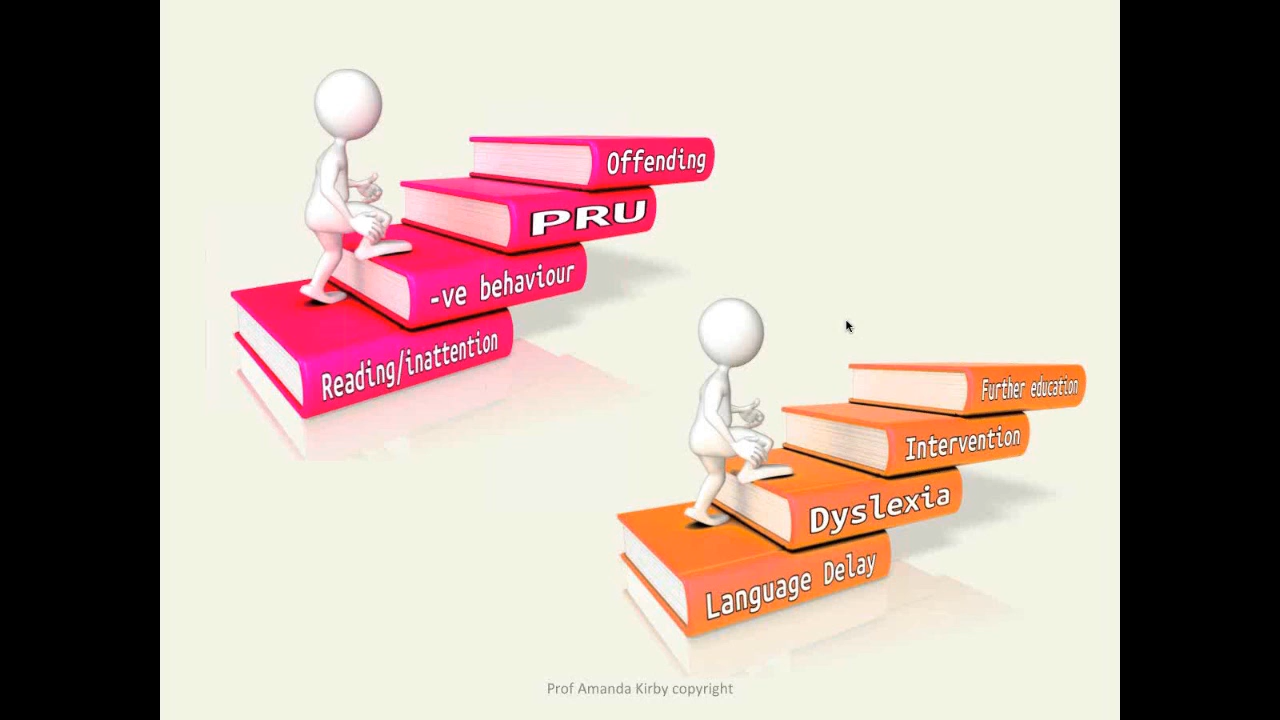 Offending
PRU
-ve behaviour
Reading/inattention
Further education
Intervention
Dyslexia
Language Delay
Prof Amanda Kirby copyright